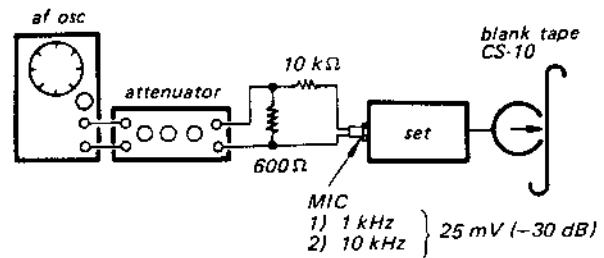 af osc
attenuator
10 kΩ
600Ω
set
blank tape
CS-10
MIC
1) 1 kHz
2) 10 kHz
25 mV (−30 dB)